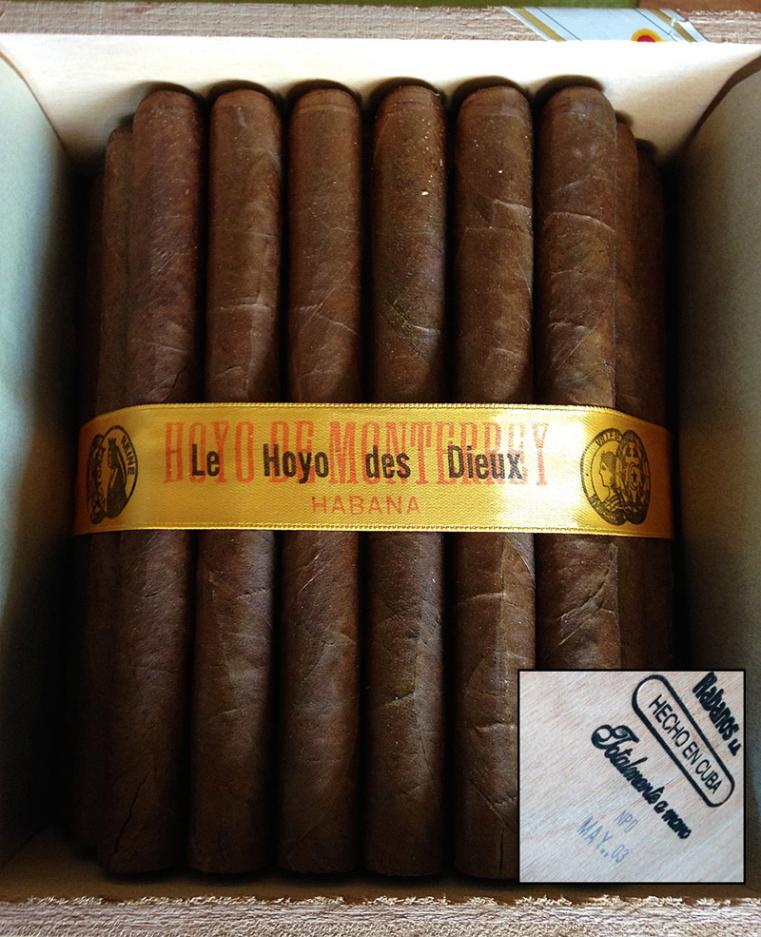 HOYO DE MONTERREY
Le Hoyo des Dieux
HABANA
Habanos s.a.
HECHO EN CUBA
Totalmente a mano
NPO
MAY..03